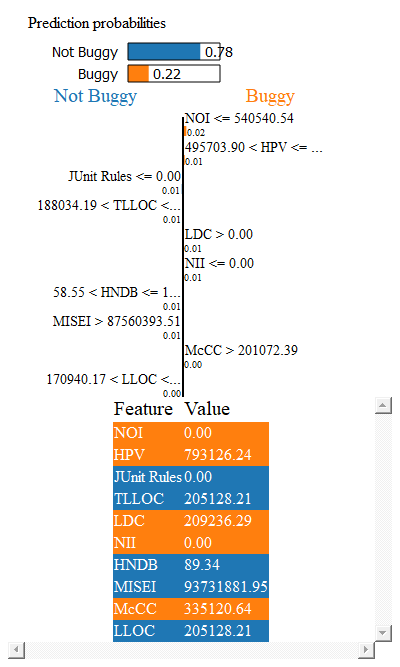 Prediction probabilities
Not Buggy 0.78
Buggy 0.22
Not Buggy Buggy
NOI <= 540540.54
0.02
495703.90 < HPV <= ...
0.01
JUnit Rules <= 0.00
0.01
188034.19 < TLLOC <...
0.01
LDC > 0.00
0.01
NII <= 0.00
0.01
58.55 < HNDB <= 1...
0.01
MISEI > 87560393.51
0.01
McCC > 201072.39
0.00
170940.17 < LLOC <...
0.00
Feature Value
NOI 0.00
HPV 793126.24
JUnit Rules 0.00
TLLOC 205128.21
LDC 209236.29
NII 0.00
HNDB 89.34
MISEI 93731881.95
McCC 335120.64
LLOC 205128.21